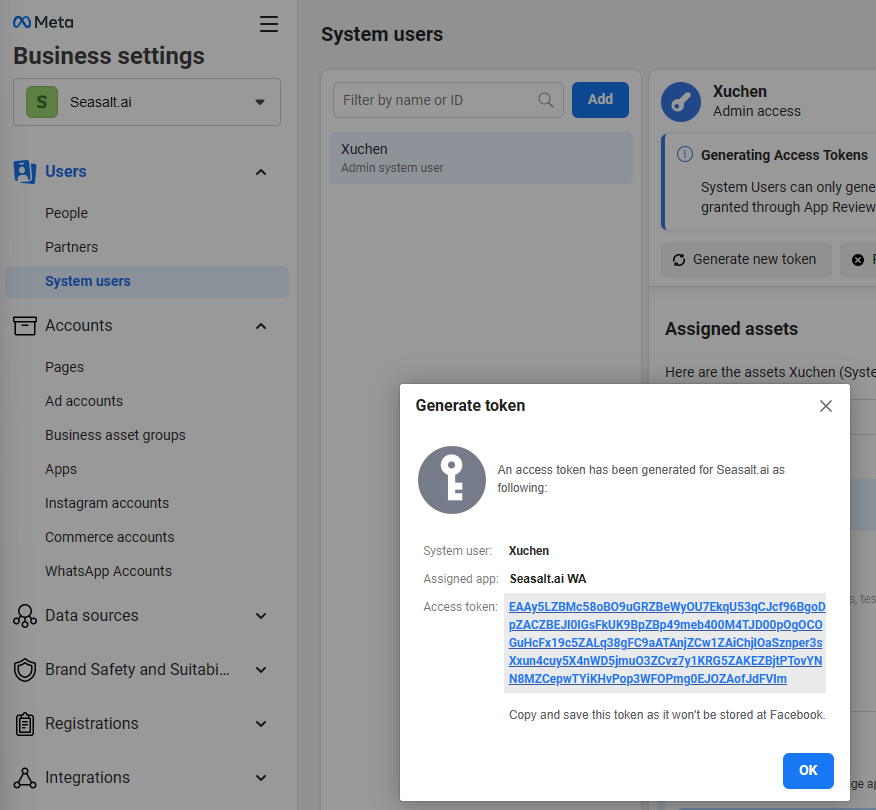 Meta
Business settings
S
Seasalt.ai
Users
People
Partners
System users
Accounts
Pages
Ad accounts
Business asset groups
Apps
Instagram accounts
Commerce accounts
WhatsApp Accounts
Data sources
Brand Safety and Suitabi...
Registrations
Integrations
System users
Filter by name or ID
Add
Xuchen
Admin system user
Xuchen
Admin access
Generating Access Tokens
System Users can only gene
granted through App Review
Generate new token
Assigned assets
Here are the assets Xuchen (Syste
Generate token
An access token has been generated for Seasalt.ai as
following:
System user: Xuchen
Assigned app: Seasalt.ai WA
Access token:
Copy and save this token as it won't be stored at Facebook.
OK